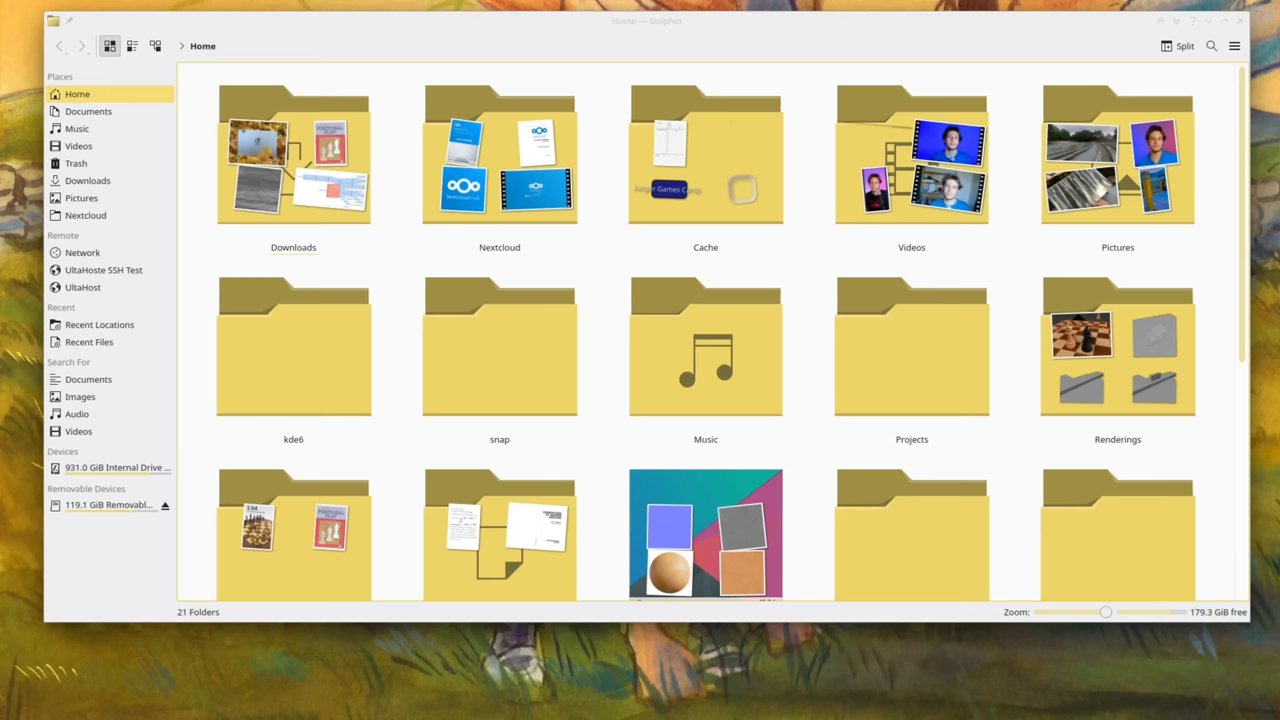 Home — Dolphin
Home
Split
Places
Home
Documents
Music
Videos
Trash
Downloads
Pictures
Nextcloud
Remote
Network
UltaHoste SSH Test
UltaHost
Recent
Recent Locations
Recent Files
Search For
Documents
Images
Audio
Videos
Devices
931.0 GiB Internal Drive ...
Removable Devices
119.1 GiB Removabl...
Downloads
Nextcloud
Cache
Videos
Pictures
kde6
snap
Music
Projects
Renderings
21 Folders
Zoom:
179.3 GiB free